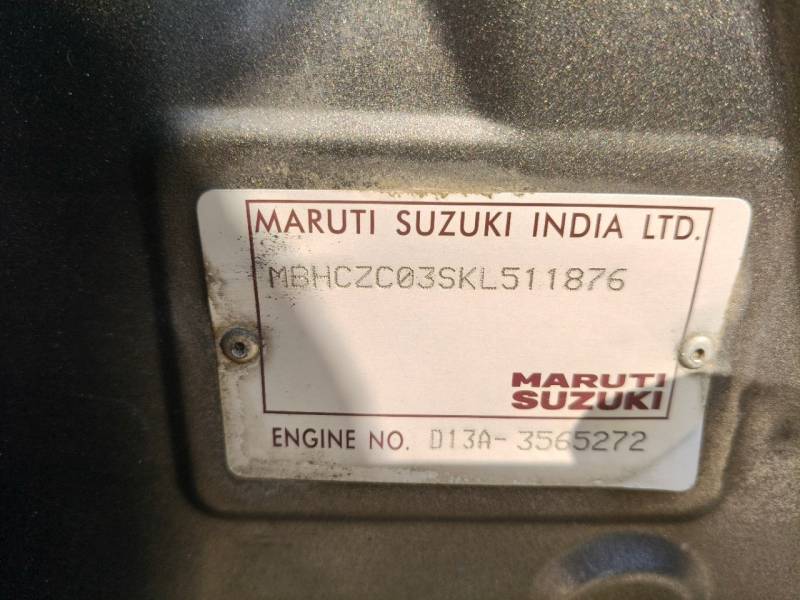 MARUTI SUZUKI INDIA LTD.
MBHCZC03SKL511876
MARUTI
SUZUKI
ENGINE NO. D13A-3565272